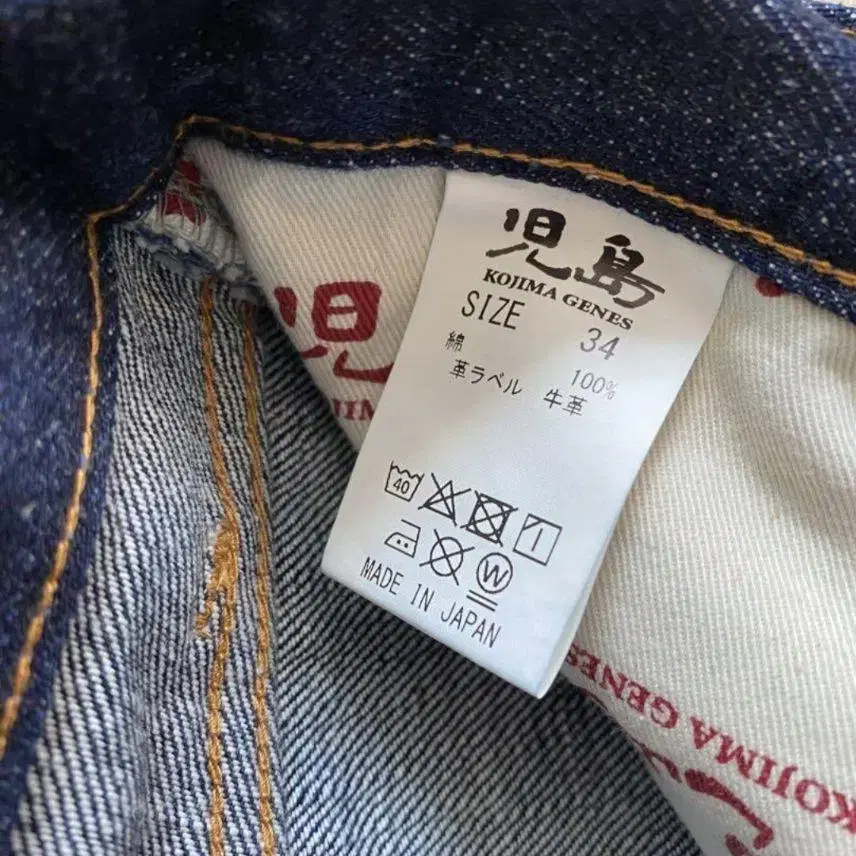 児島
KOJIMA GENES
SIZE 34
綿 100%
革ラベル 牛革
40
W
MADE IN JAPAN
児
KOJIMA GENES